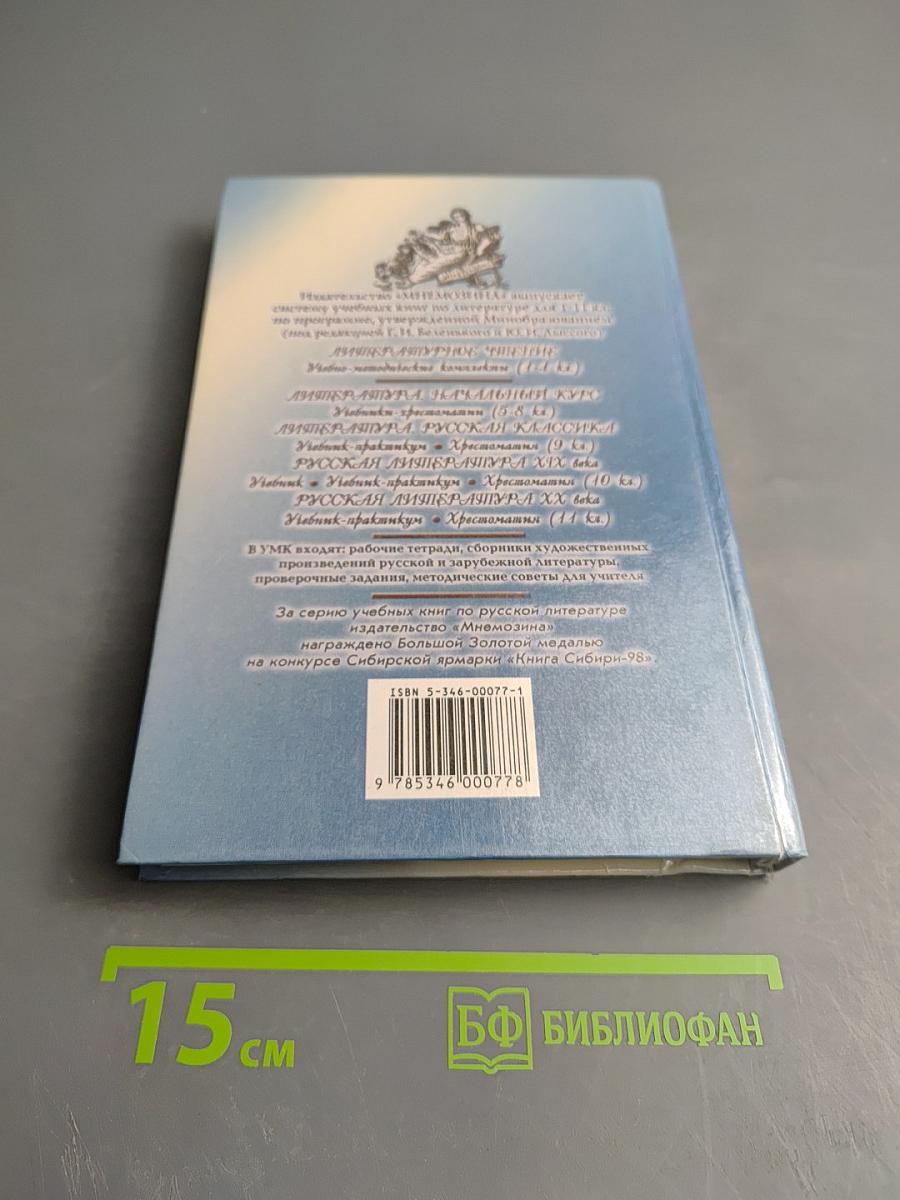 Издательство «МНЕМОЗИНА» выпускает
систему учебных книг по литературе для 1-11 кл.
по программе, утвержденной Минобразованием
(под редакцией Г. И. Беленького и Ю. И. Лыссого)
ЛИТЕРАТУРНОЕ ЧТЕНИЕ
Учебно-методические комплекты (1-4 кл.)
ЛИТЕРАТУРА. НАЧАЛЬНЫЙ КУРС
Учебники-хрестоматии (5-8 кл.)
ЛИТЕРАТУРА. РУССКАЯ КЛАССИКА
Учебник-практикум • Хрестоматия (9 кл.)
РУССКАЯ ЛИТЕРАТУРА XIX века
Учебник • Учебник-практикум • Хрестоматия (10 кл.)
РУССКАЯ ЛИТЕРАТУРА XX века
Учебник-практикум • Хрестоматия (11 кл.)
В УМК входят: рабочие тетради, сборники художественных
произведений русской и зарубежной литературы,
проверочные задания, методические советы для учителя
За серию учебных книг по русской литературе
издательство «Мнемозина»
награждено Большой Золотой медалью
на конкурсе Сибирской ярмарки «Книга Сибири-98».
ISBN 5-346-00077-1
9 785346 000778
15 см
БФ БИБЛИОФАН